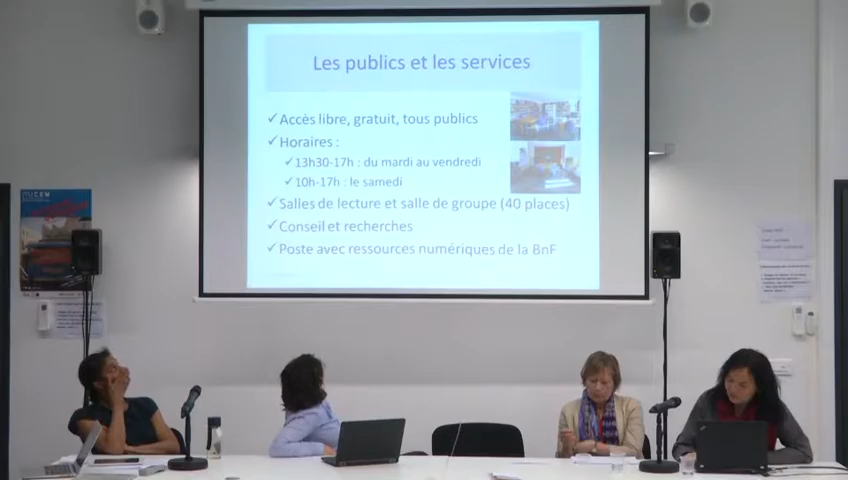 Les publics et les services
✓Accès libre, gratuit, tous publics
✓Horaires :
✓13h30-17h : du mardi au vendredi
✓10h-17h : le samedi
✓Salles de lecture et salle de groupe (40 places)
✓Conseil et recherches
✓Poste avec ressources numériques de la BnF
MUCEM